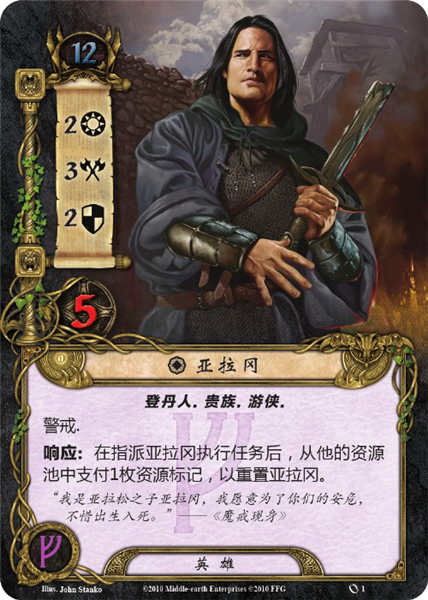 12
2
3
2
5
亚拉冈
登丹人. 贵族. 游侠.
警戒.
响应: 在指派亚拉冈执行任务后, 从他的资源
池中支付1枚资源标记, 以重置亚拉冈。
“我是亚拉松之子亚拉冈, 我愿意为了你们的安危,
不惜出生入死。” ——《魔戒现身》
英雄
Illus. John Stanko
©2010 Middle-earth Enterprises ©2010 FFG
1